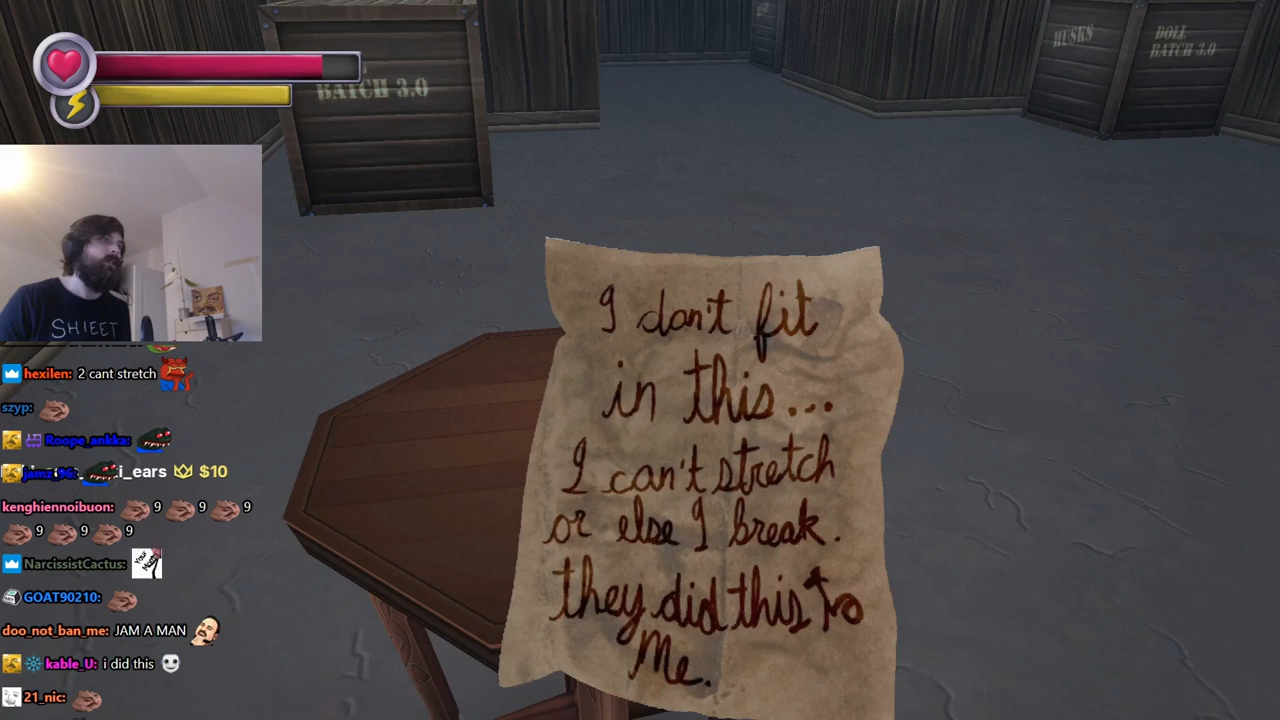 BATCH 3.0
HUSKS
DOLL
BATCH 3.0
SHIEET
I don't fit
in this...
I can't stretch
or else I break.
they did this to
Me.
hexilen: 2 cant stretch
szyp:
Roope_ankka:
i_ears $10
kenghiennoibuon: 9 9 9
9 9 9
NarcissistCactus:
GOAT90210:
doo_not_ban_me: JAM A MAN
kable_U: i did this
21_nic: